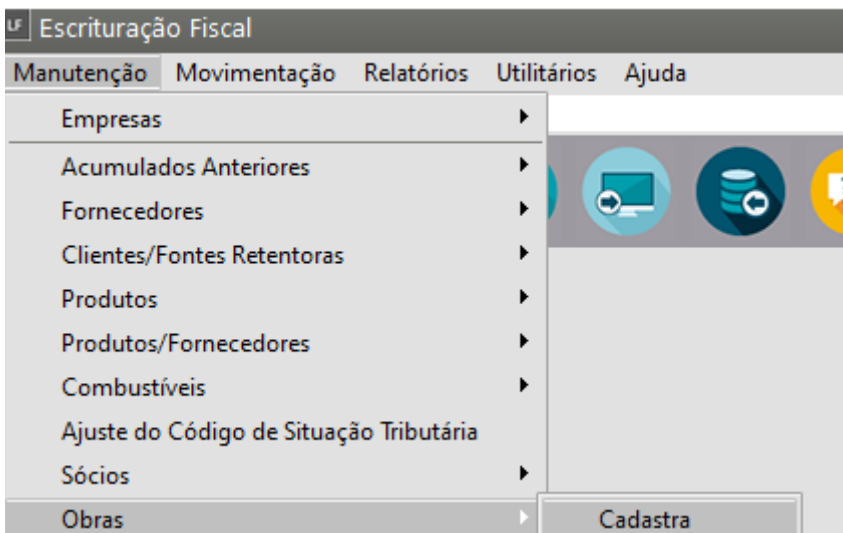 LF Escrituração Fiscal
Manutenção Movimentação Relatórios Utilitários Ajuda
Empresas
Acumulados Anteriores
Fornecedores
Clientes/Fontes Retentoras
Produtos
Produtos/Fornecedores
Combustíveis
Ajuste do Código de Situação Tributária
Sócios
Obras Cadastra